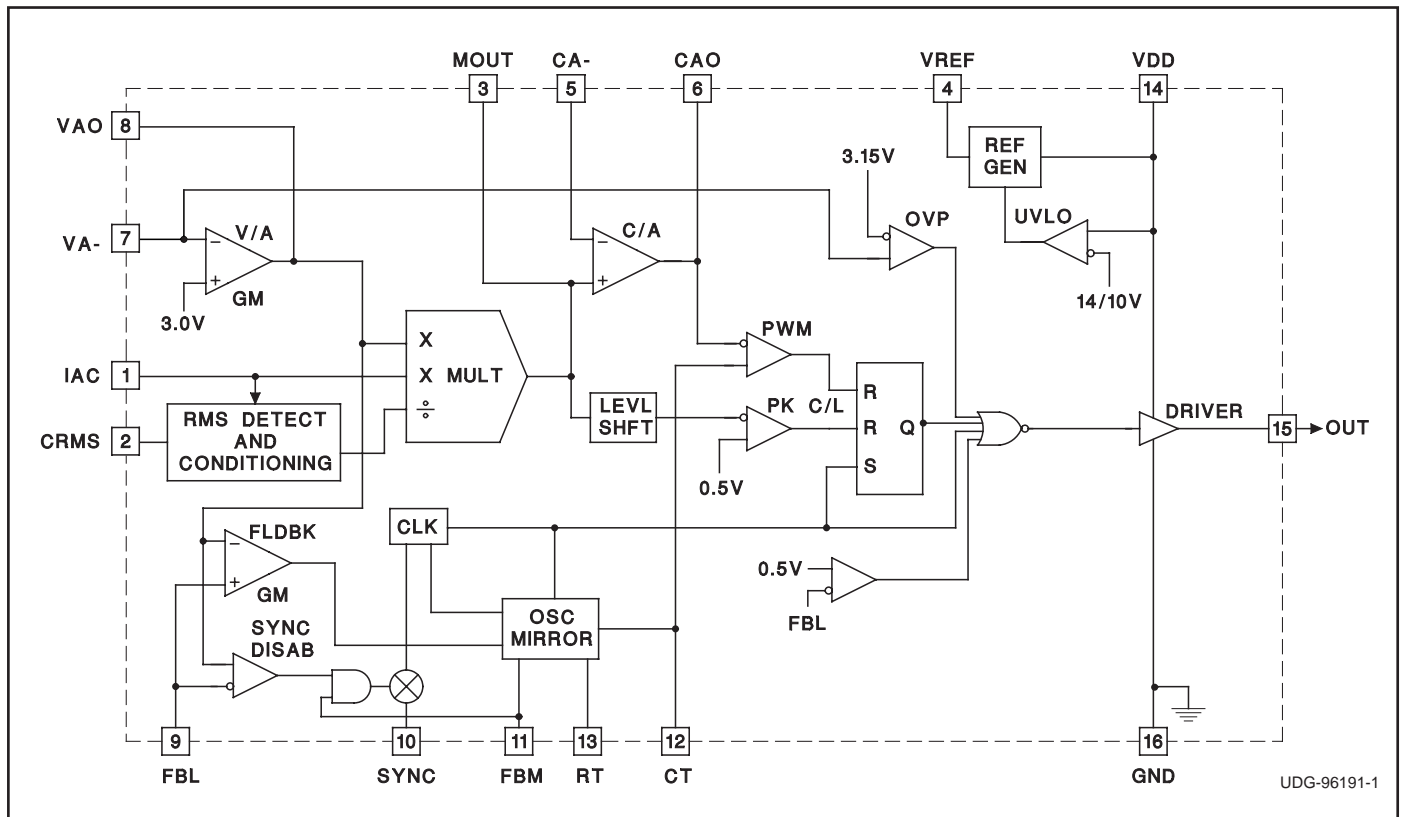 MOUT CA- CAO VREF VDD
3 5 6 4 14
VAO 8
3.15V
REF
GEN
OVP
UVLO
VA- 7
V/A
−
+
GM
3.0V
C/A
−
+
14/10V
PWM
IAC 1
X
X MULT
÷
RMS DETECT
AND
CONDITIONING
CRMS 2
LEVL
SHFT
PK C/L
0.5V
R
R Q
S
DRIVER
15 OUT
FLDBK
−
+
GM
CLK
SYNC
DISAB
OSC
MIRROR
0.5V
FBL
9 10 11 13 12 16
FBL SYNC FBM RT CT GND
UDG-96191-1